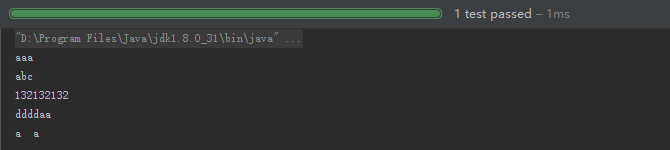 1 test passed – 1ms
"D:\Program Files\Java\jdk1.8.0_31\bin\java" ...
aaa
abc
132132132
ddddaa
a  a